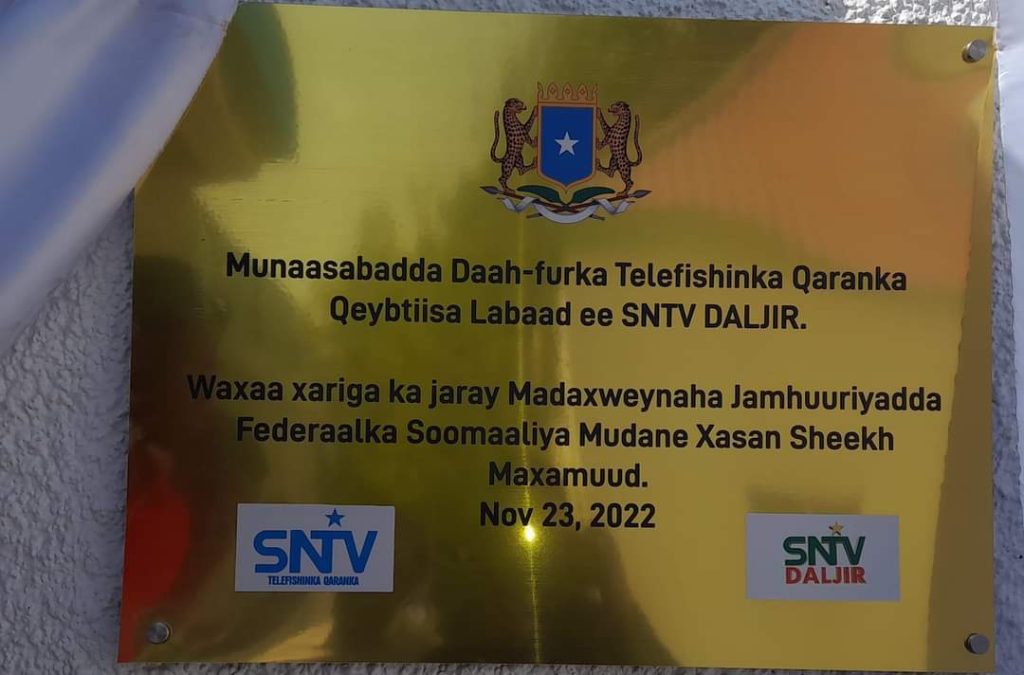 Munaasabadda Daah-furka Telefishinka Qaranka
Qeybtiisa Labaad ee SNTV DALJIR.
Waxaa xariga ka jaray Madaxweynaha Jamhuuriyadda
Federaalka Soomaaliya Mudane Xasan Sheekh
Maxamuud.
Nov 23, 2022
SNTV
TELEFISHINKA QARANKA
SNTV
DALJIR